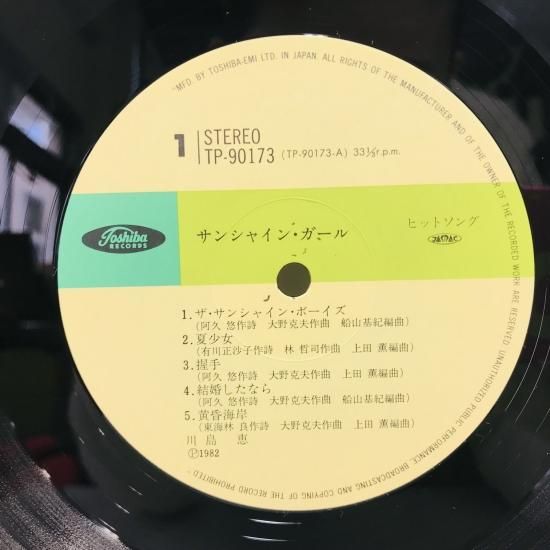 "MFD. BY TOSHIBA-EMI LTD. IN JAPAN. ALL RIGHTS OF THE MANUFACTURER AND OF THE OWNER OF THE RECORDED WORK ARE RESERVED. UNAUTHORIZED PUBLIC PERFORMANCE, BROADCASTING AND COPYING OF THE RECORD PROHIBITED"
1
STEREO
TP-90173 (TP-90173-A) 33⅓r.p.m.
Toshiba
RECORDS
サンシャイン・ガール
ヒットソング
JASRAC
1.ザ・サンシャイン・ボーイズ
(阿久 悠作詩 大野克夫作曲 船山基紀編曲)
2.夏少女
(有川正沙子作詩 林 哲司作曲 上田 薫編曲)
3.握手
(阿久 悠作詩 大野克夫作曲 上田 薫編曲)
4.結婚したなら
(阿久 悠作詩 大野克夫作曲 船山基紀編曲)
5.黄昏海岸
(東海林 良作詩 大野克夫作曲 上田 薫編曲)
川島 恵
Ⓟ1982